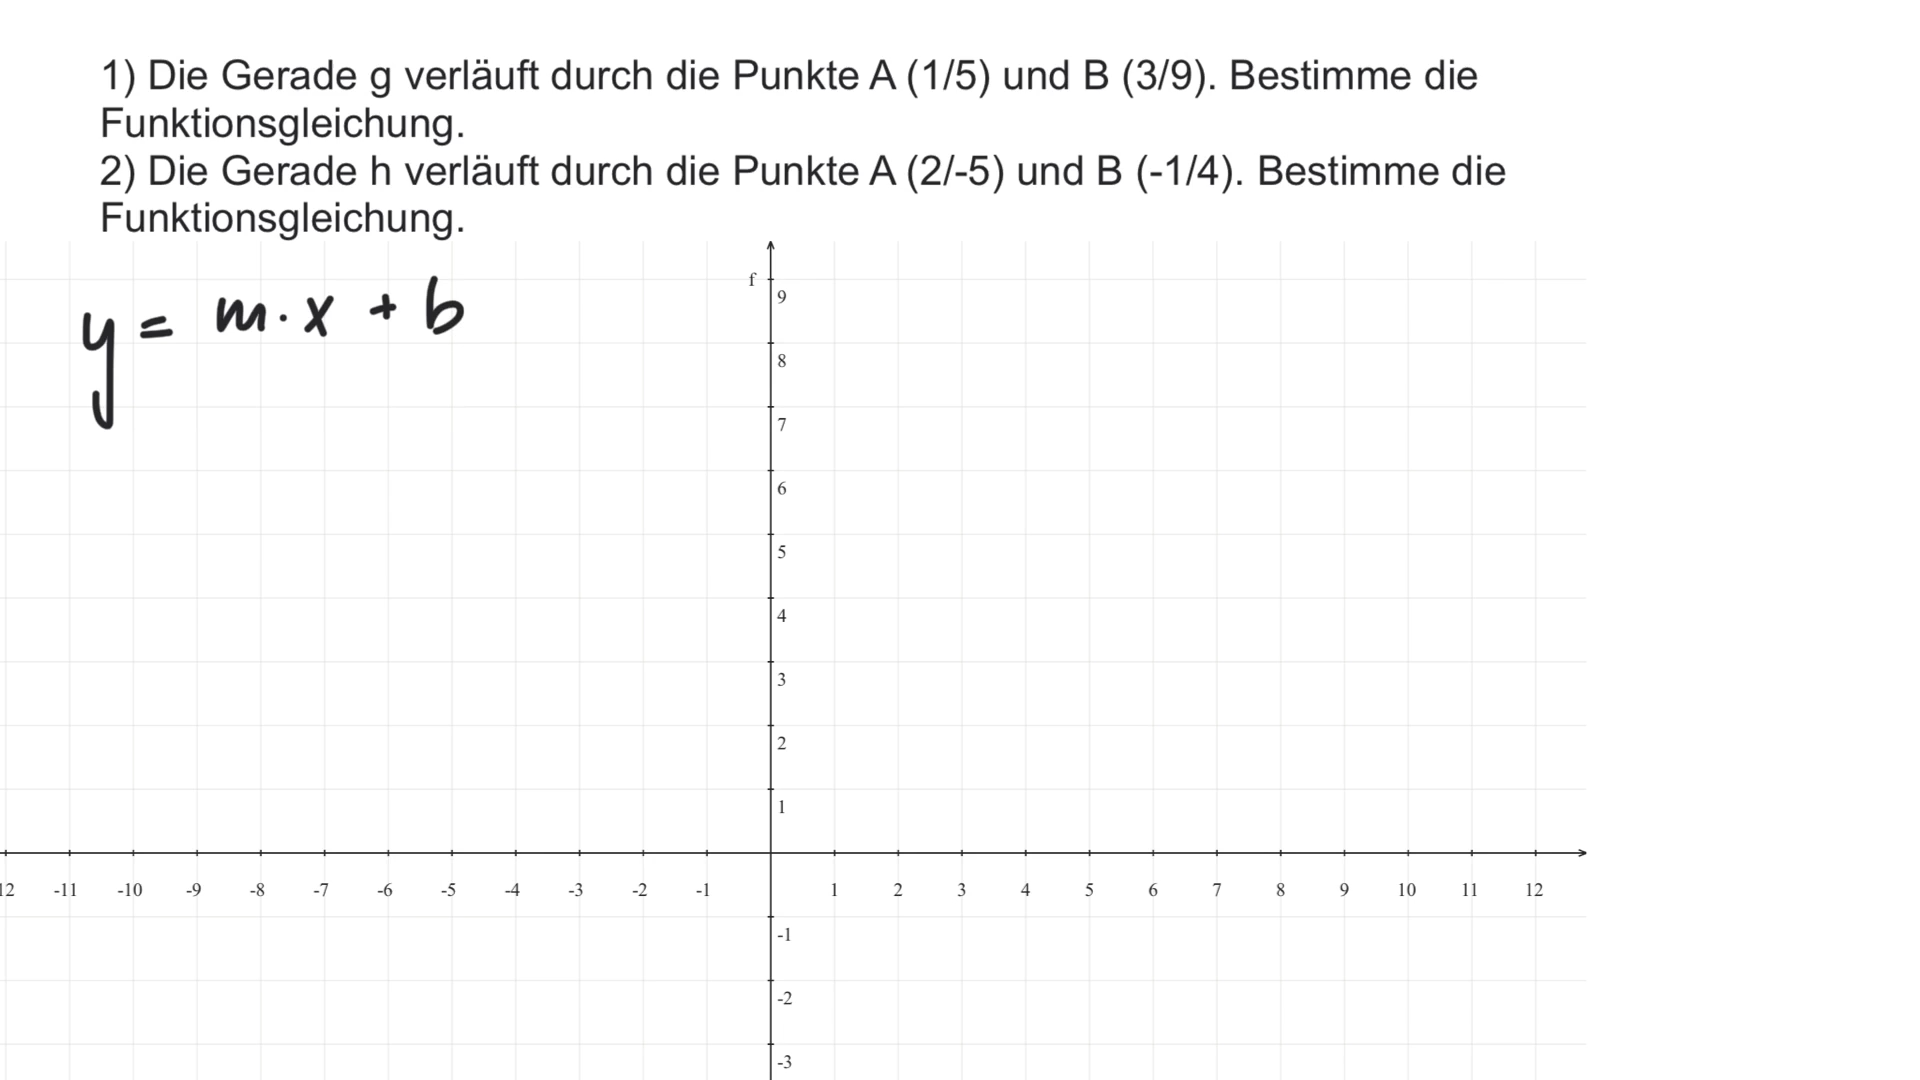 1) Die Gerade g verläuft durch die Punkte A (1/5) und B (3/9). Bestimme die
Funktionsgleichung.
2) Die Gerade h verläuft durch die Punkte A (2/-5) und B (-1/4). Bestimme die
Funktionsgleichung.
y = m·x + b
f
9
8
7
6
5
4
3
2
1
12 -11 -10 -9 -8 -7 -6 -5 -4 -3 -2 -1 1 2 3 4 5 6 7 8 9 10 11 12
-1
-2
-3